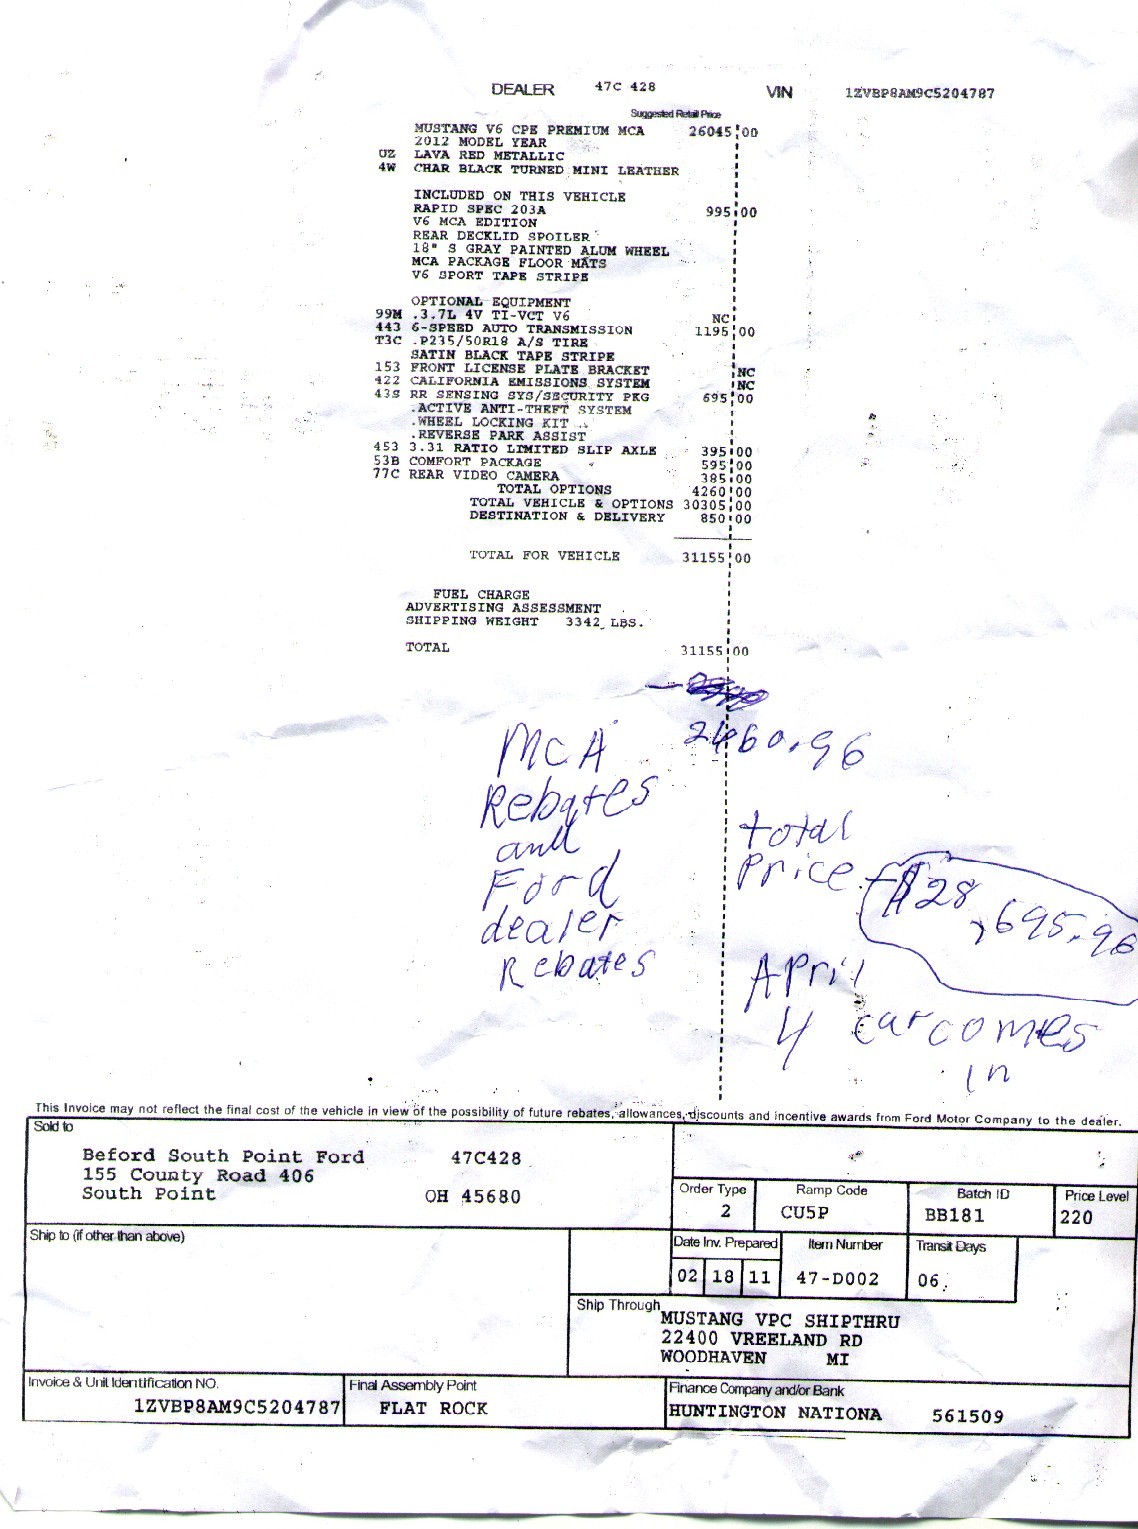 DEALER 47C 428 VIN 1ZVBP8AM9C5204787
Suggested Retail Price
MUSTANG V6 CPE PREMIUM MCA 26045 00
2012 MODEL YEAR
UZ LAVA RED METALLIC
4W CHAR BLACK TURNED MINI LEATHER
INCLUDED ON THIS VEHICLE
RAPID SPEC 203A 995 00
V6 MCA EDITION
REAR DECKLID SPOILER
18" S GRAY PAINTED ALUM WHEEL
MCA PACKAGE FLOOR MATS
V6 SPORT TAPE STRIPE
OPTIONAL EQUIPMENT
99M .3.7L 4V TI-VCT V6 NC
443 6-SPEED AUTO TRANSMISSION 1195 00
T3C .P235/50R18 A/S TIRE
SATIN BLACK TAPE STRIPE
153 FRONT LICENSE PLATE BRACKET NC
422 CALIFORNIA EMISSIONS SYSTEM NC
43S RR SENSING SYS/SECURITY PKG 695 00
.ACTIVE ANTI-THEFT SYSTEM
.WHEEL LOCKING KIT
.REVERSE PARK ASSIST
453 3.31 RATIO LIMITED SLIP AXLE 395 00
53B COMFORT PACKAGE 595 00
77C REAR VIDEO CAMERA 385 00
TOTAL OPTIONS 4260 00
TOTAL VEHICLE & OPTIONS 30305 00
DESTINATION & DELIVERY 850 00
TOTAL FOR VEHICLE 31155 00
FUEL CHARGE
ADVERTISING ASSESSMENT
SHIPPING WEIGHT 3342 LBS.
TOTAL 31155 00
2460.96
MCA
Rebates
and
Ford
dealer
Rebates
total
Price $28,695.96
April
4 car comes
in
This Invoice may not reflect the final cost of the vehicle in view of the possibility of future rebates, allowances, discounts and incentive awards from Ford Motor Company to the dealer.
Sold to
Beford South Point Ford 47C428
155 County Road 406
South Point OH 45680
Order Type Ramp Code Batch ID Price Level
2 CU5P BB181 220
Ship to (if other than above)
Date Inv. Prepared Item Number Transit Days
02 18 11 47-D002 06
Ship Through
MUSTANG VPC SHIPTHRU
22400 VREELAND RD
WOODHAVEN MI
Invoice & Unit Identification NO. Final Assembly Point Finance Company and/or Bank
1ZVBP8AM9C5204787 FLAT ROCK HUNTINGTON NATIONA 561509